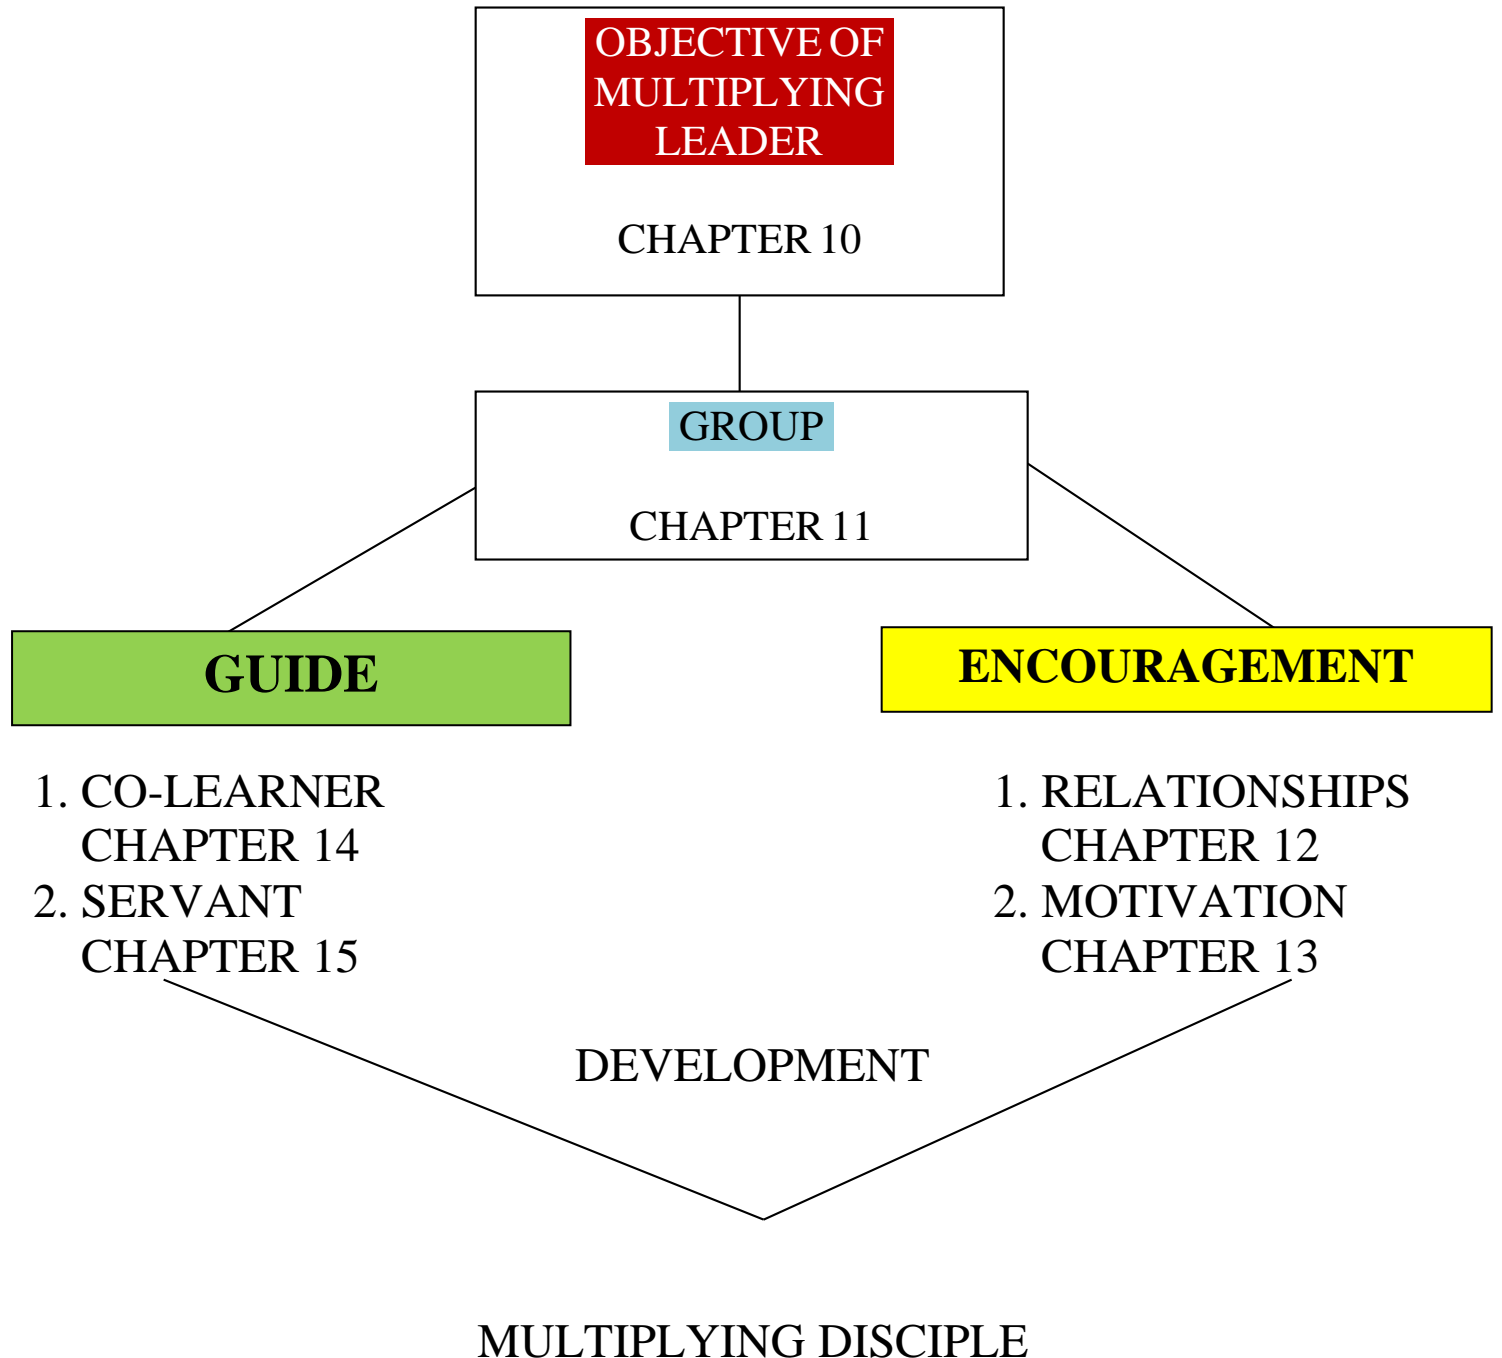 OBJECTIVE OF
MULTIPLYING
LEADER
CHAPTER 10
GROUP
CHAPTER 11
GUIDE
1. CO-LEARNER
CHAPTER 14
2. SERVANT
CHAPTER 15
ENCOURAGEMENT
1. RELATIONSHIPS
CHAPTER 12
2. MOTIVATION
CHAPTER 13
DEVELOPMENT
MULTIPLYING DISCIPLE